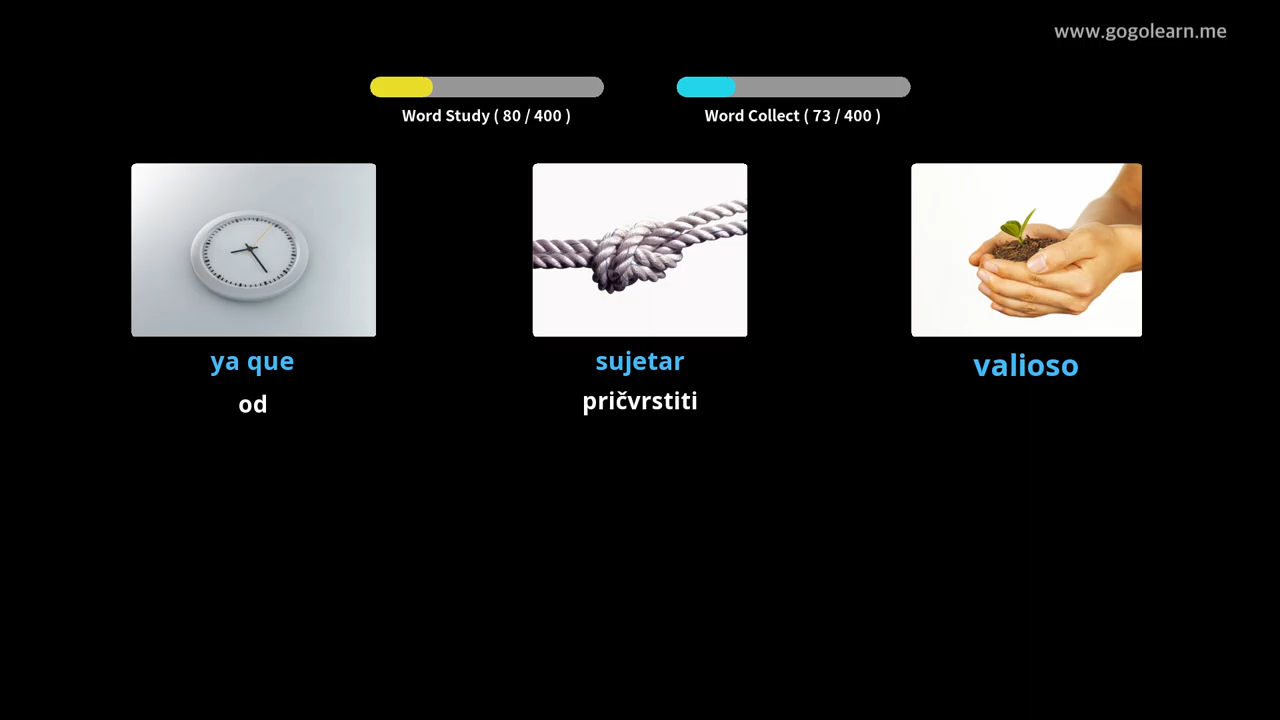 www.gogolearn.me
Word Study ( 80 / 400 )
Word Collect ( 73 / 400 )
ya que
od
sujetar
pričvrstiti
valioso